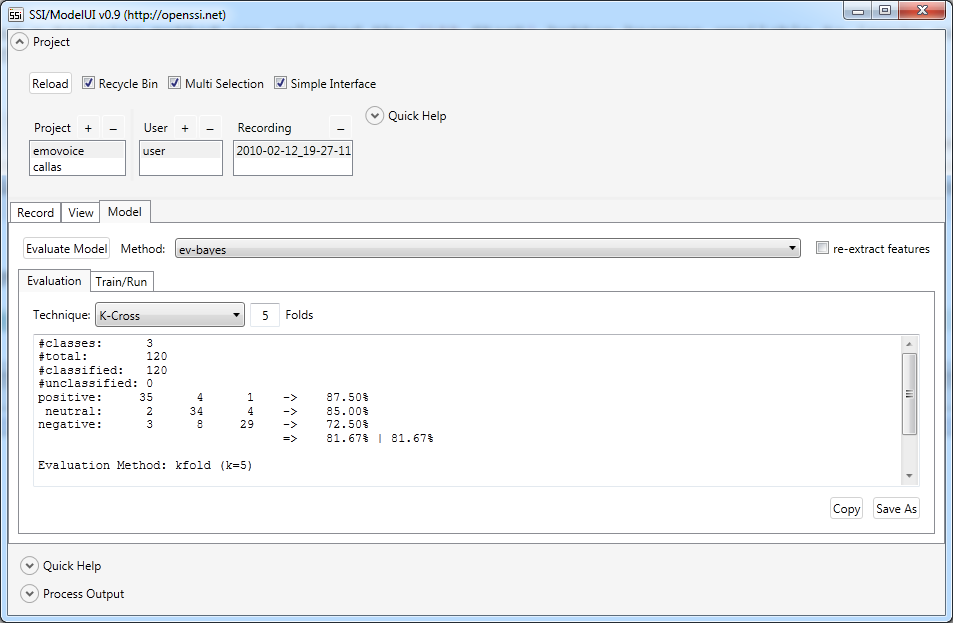 SSI SSI/ModelUI v0.9 (http://openssi.net)
Project
Reload Recycle Bin Multi Selection Simple Interface
Quick Help
Project + – User + – Recording –
emovoice user 2010-02-12_19-27-11
callas
Record View Model
Evaluate Model Method: ev-bayes re-extract features
Evaluation Train/Run
Technique: K-Cross 5 Folds
#classes: 3
#total: 120
#classified: 120
#unclassified: 0
positive: 35 4 1 -> 87.50%
neutral: 2 34 4 -> 85.00%
negative: 3 8 29 -> 72.50%
=> 81.67% | 81.67%
Evaluation Method: kfold (k=5)
Copy Save As
Quick Help
Process Output